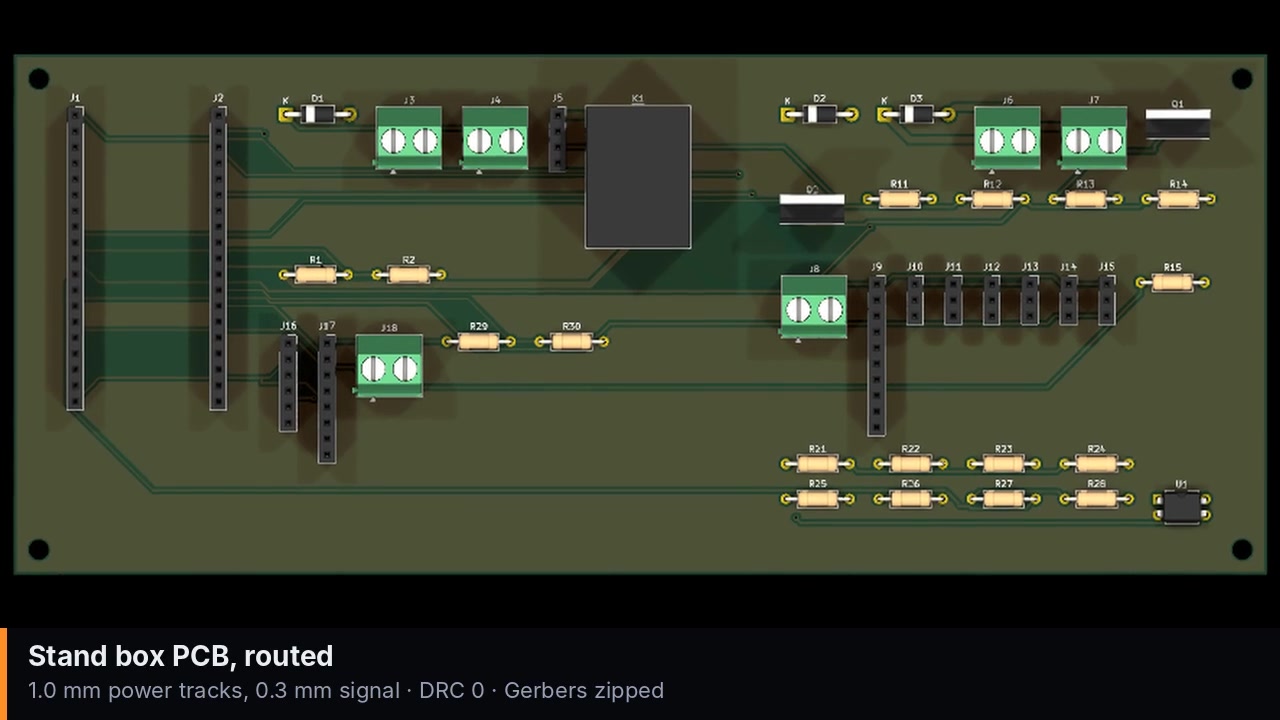 J1
J2
K
D1
J3
J4
J5
K1
K
D2
K
D3
J6
J7
Q1
R11
R12
R13
R14
R1
R2
J8
J9
J10
J11
J12
J13
J14
J15
R15
J16
J17
J18
R29
R30
R21
R22
R23
R24
R25
R26
R27
R28
U1
Stand box PCB, routed
1.0 mm power tracks, 0.3 mm signal · DRC 0 · Gerbers zipped